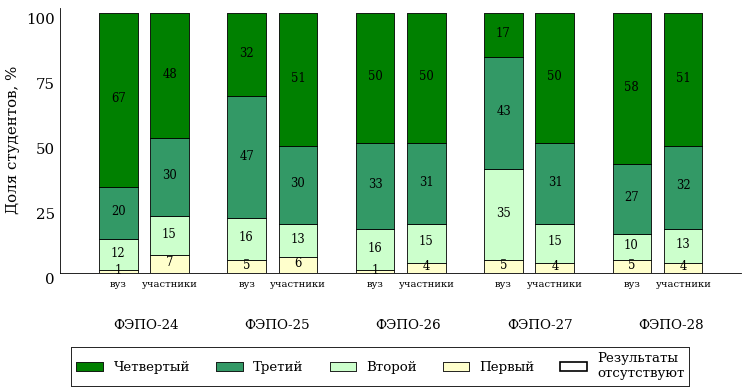 Доля студентов, %
100
75
50
25
0
67 48 32 51 50 50 17 50 58 51
20 30 47 30 33 31 43 31 27 32
12 15 16 13 16 15 35 15 10 13
1 7 5 6 1 4 5 4 5 4
вуз участники вуз участники вуз участники вуз участники вуз участники
ФЭПО-24 ФЭПО-25 ФЭПО-26 ФЭПО-27 ФЭПО-28
Четвертый Третий Второй Первый Результаты
отсутствуют